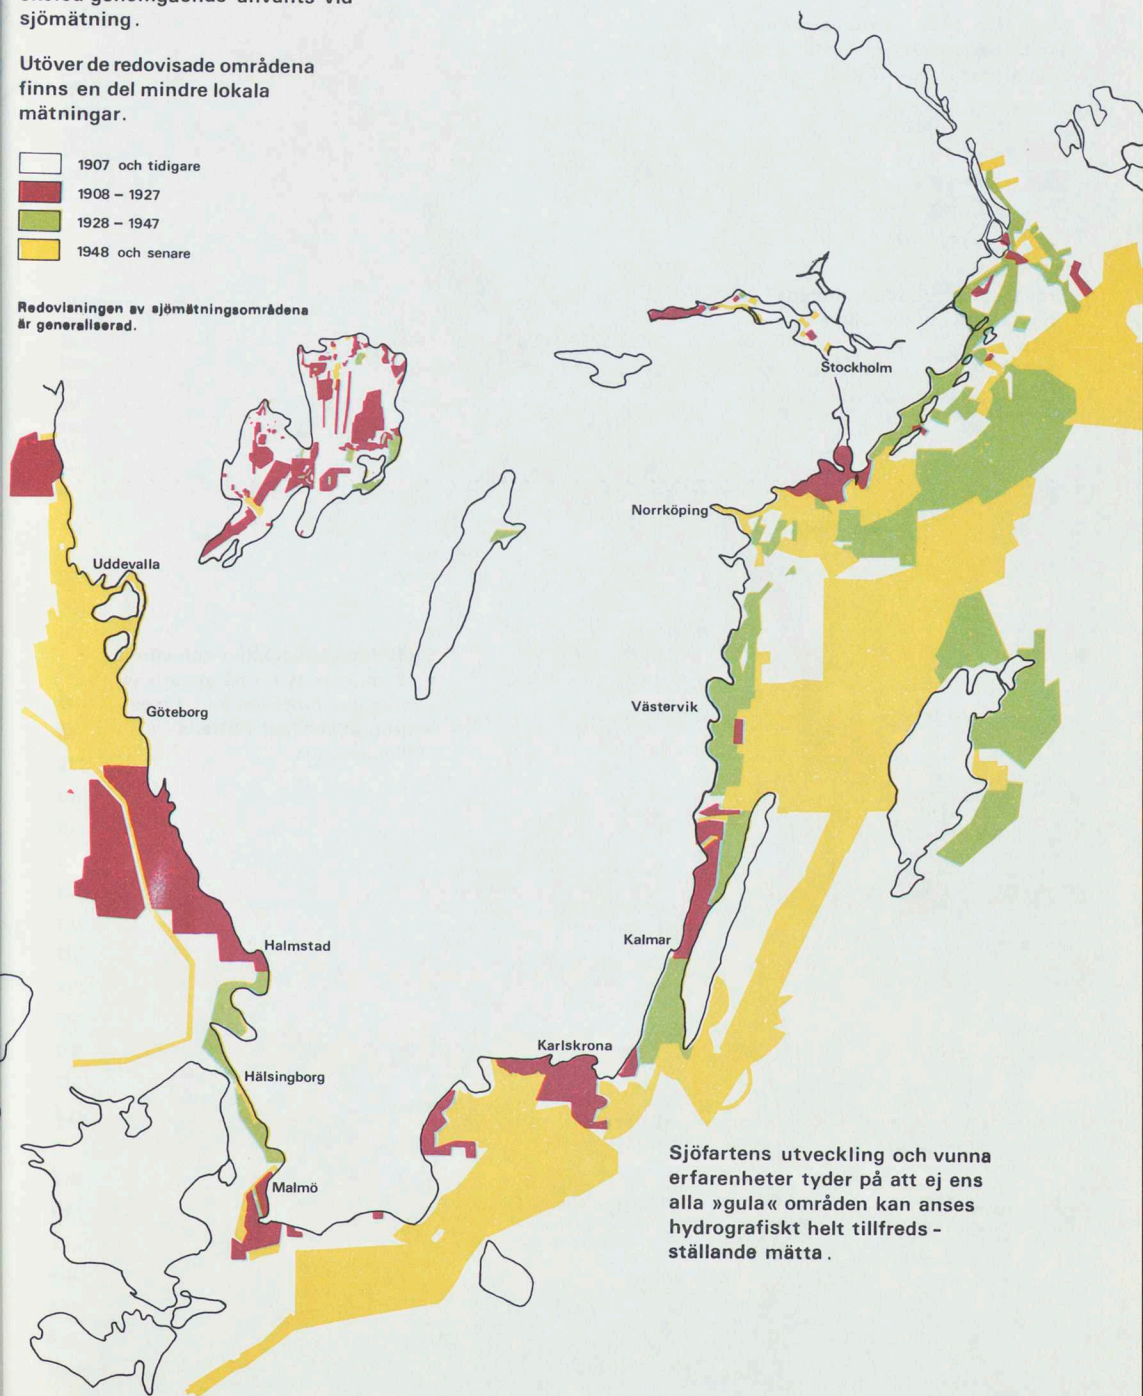 sjömätning.
Utöver de redovisade områdena
finns en del mindre lokala
mätningar.
1907 och tidigare
1908 – 1927
1928 – 1947
1948 och senare
Redovisningen av sjömätningsområdena
är generaliserad.
Stockholm
Norrköping
Uddevalla
Västervik
Göteborg
Kalmar
Halmstad
Karlskrona
Hälsingborg
Malmö
Sjöfartens utveckling och vunna
erfarenheter tyder på att ej ens
alla »gula« områden kan anses
hydrografiskt helt tillfreds -
ställande mätta.